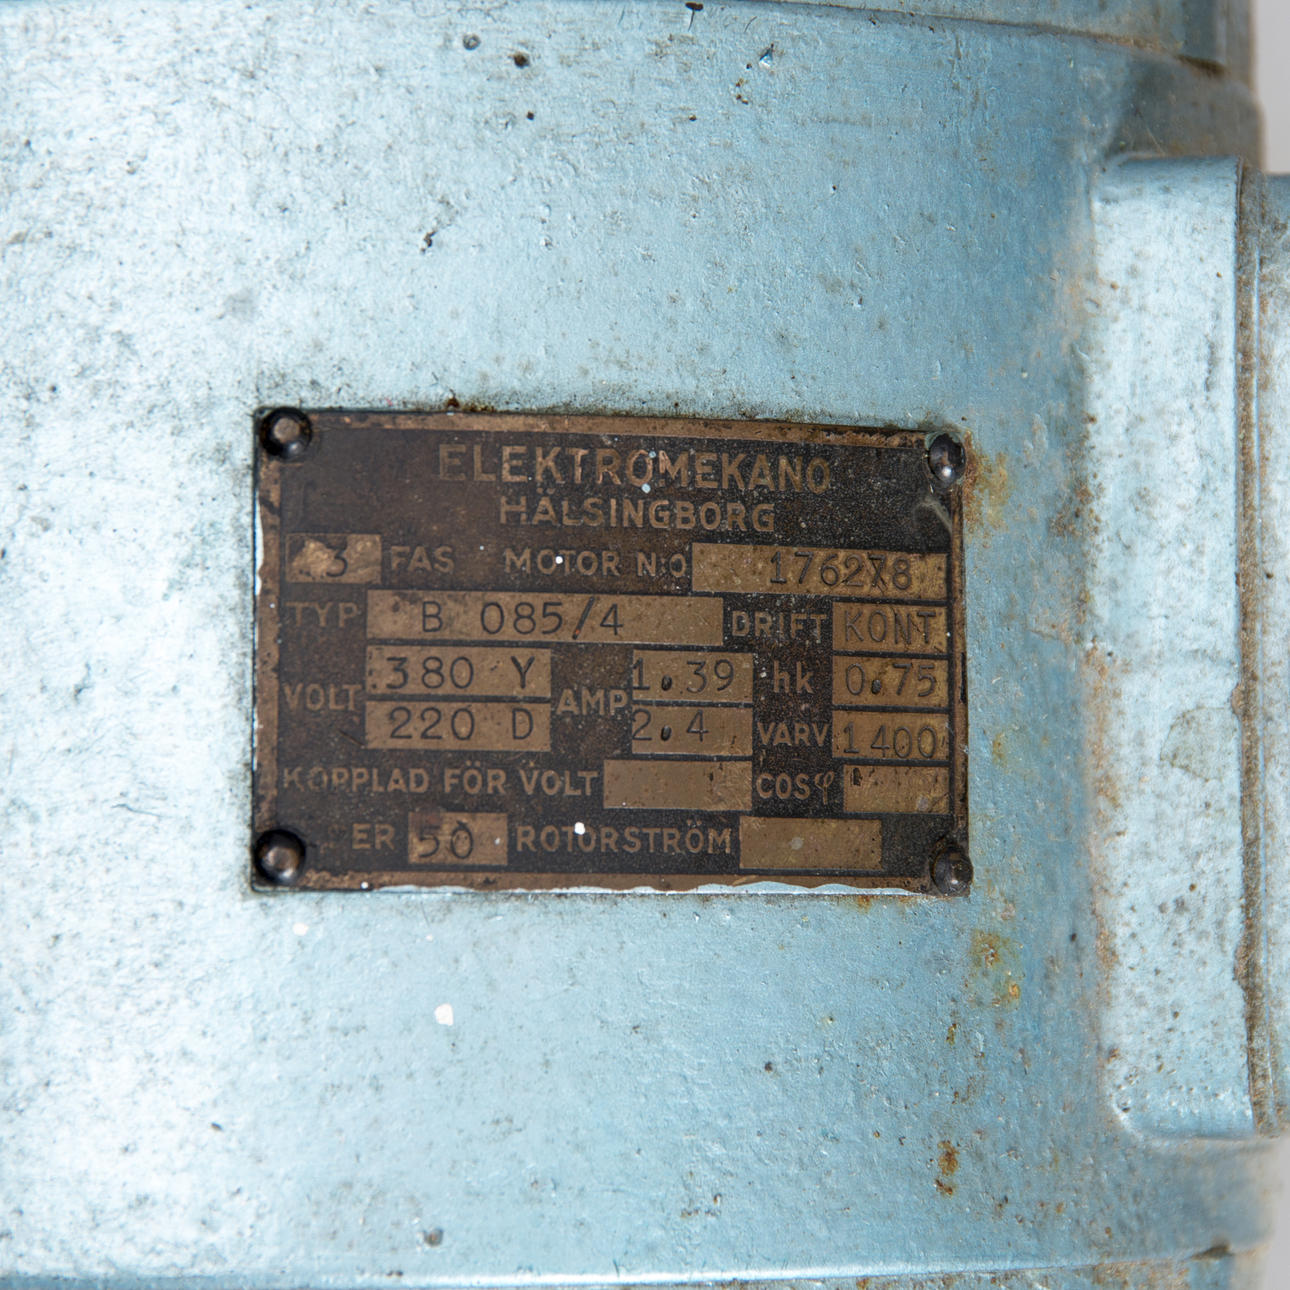 ELEKTROMEKANO
HÄLSINGBORG
3 FAS MOTOR N:O
TYP B 085/4 DRIFT KONT
VOLT 380 Y AMP 1.39 hk 0.75
220 D 2.4 VARV 1400
KOPPLAD FÖR VOLT COSφ
ER 50 ROTORSTRÖM